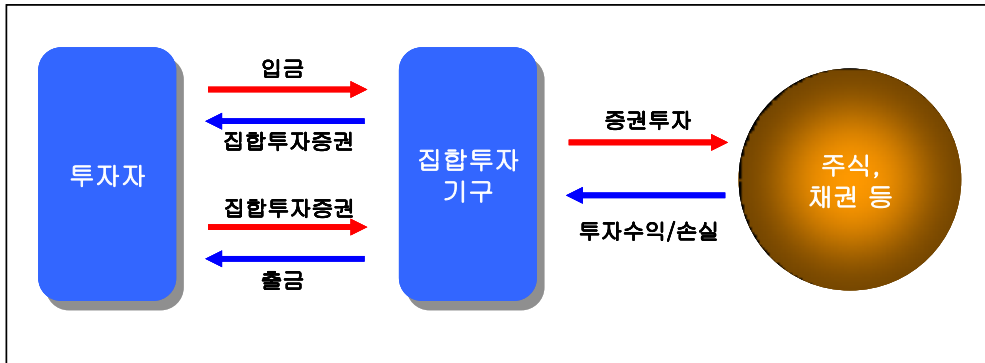 투자자
입금
집합투자증권
집합투자증권
출금
집합투자
기구
증권투자
투자수익/손실
주식,
채권 등